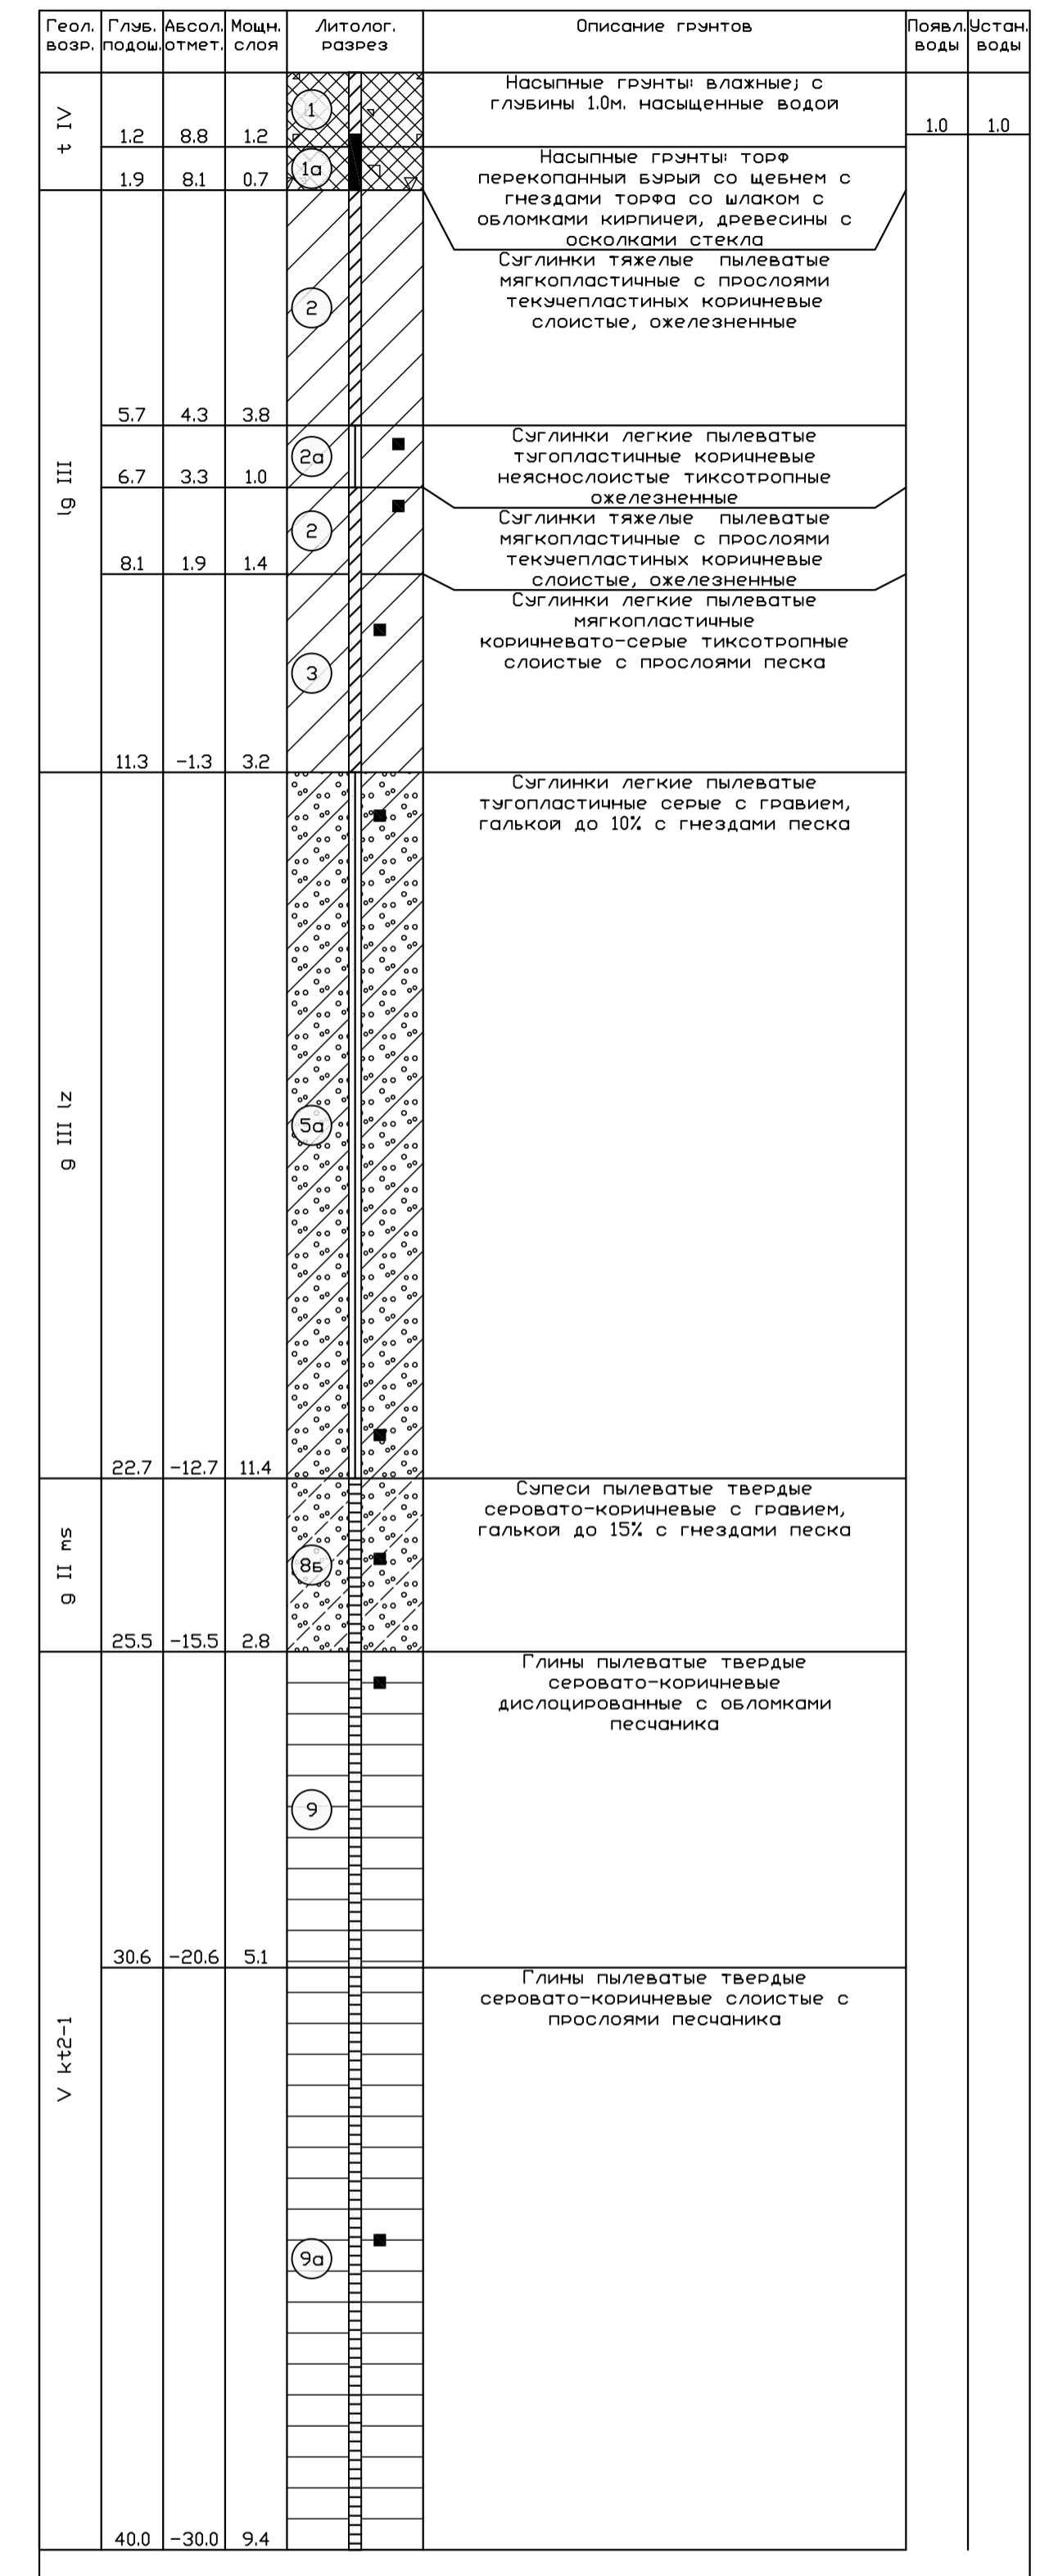 Геол. Глуб. Абсол. Мощн. Литолог. Описание грунтов Появл. Устан.
возр. подош. отмет. слоя разрез воды воды
t IV
Насыпные грунты: влажные; с
глубины 1.0м. насыщенные водой
1
1.2 8.8 1.2
1.0 1.0
Насыпные грунты: торф
перекопанный бурый со щебнем с
гнездами торфа со шлаком с
обломками кирпичей, древесины с
осколками стекла
1а
1.9 8.1 0.7
lg III
Суглинки тяжелые пылеватые
мягкопластичные с прослоями
текучепластиных коричневые
слоистые, ожелезненные
2
5.7 4.3 3.8
Суглинки легкие пылеватые
тугопластичные коричневые
неяснослоистые тиксотропные
ожелезненные
2а
6.7 3.3 1.0
Суглинки тяжелые пылеватые
мягкопластичные с прослоями
текучепластиных коричневые
слоистые, ожелезненные
2
8.1 1.9 1.4
Суглинки легкие пылеватые
мягкопластичные
коричневато-серые тиксотропные
слоистые с прослоями песка
3
11.3 -1.3 3.2
g III lz
Суглинки легкие пылеватые
тугопластичные серые с гравием,
галькой до 10% с гнездами песка
5а
22.7 -12.7 11.4
g II ms
Супеси пылеватые твердые
серовато-коричневые с гравием,
галькой до 15% с гнездами песка
8Б
25.5 -15.5 2.8
V kt2-1
Глины пылеватые твердые
серовато-коричневые
дислоцированные с обломками
песчаника
9
30.6 -20.6 5.1
Глины пылеватые твердые
серовато-коричневые слоистые с
прослоями песчаника
9а
40.0 -30.0 9.4